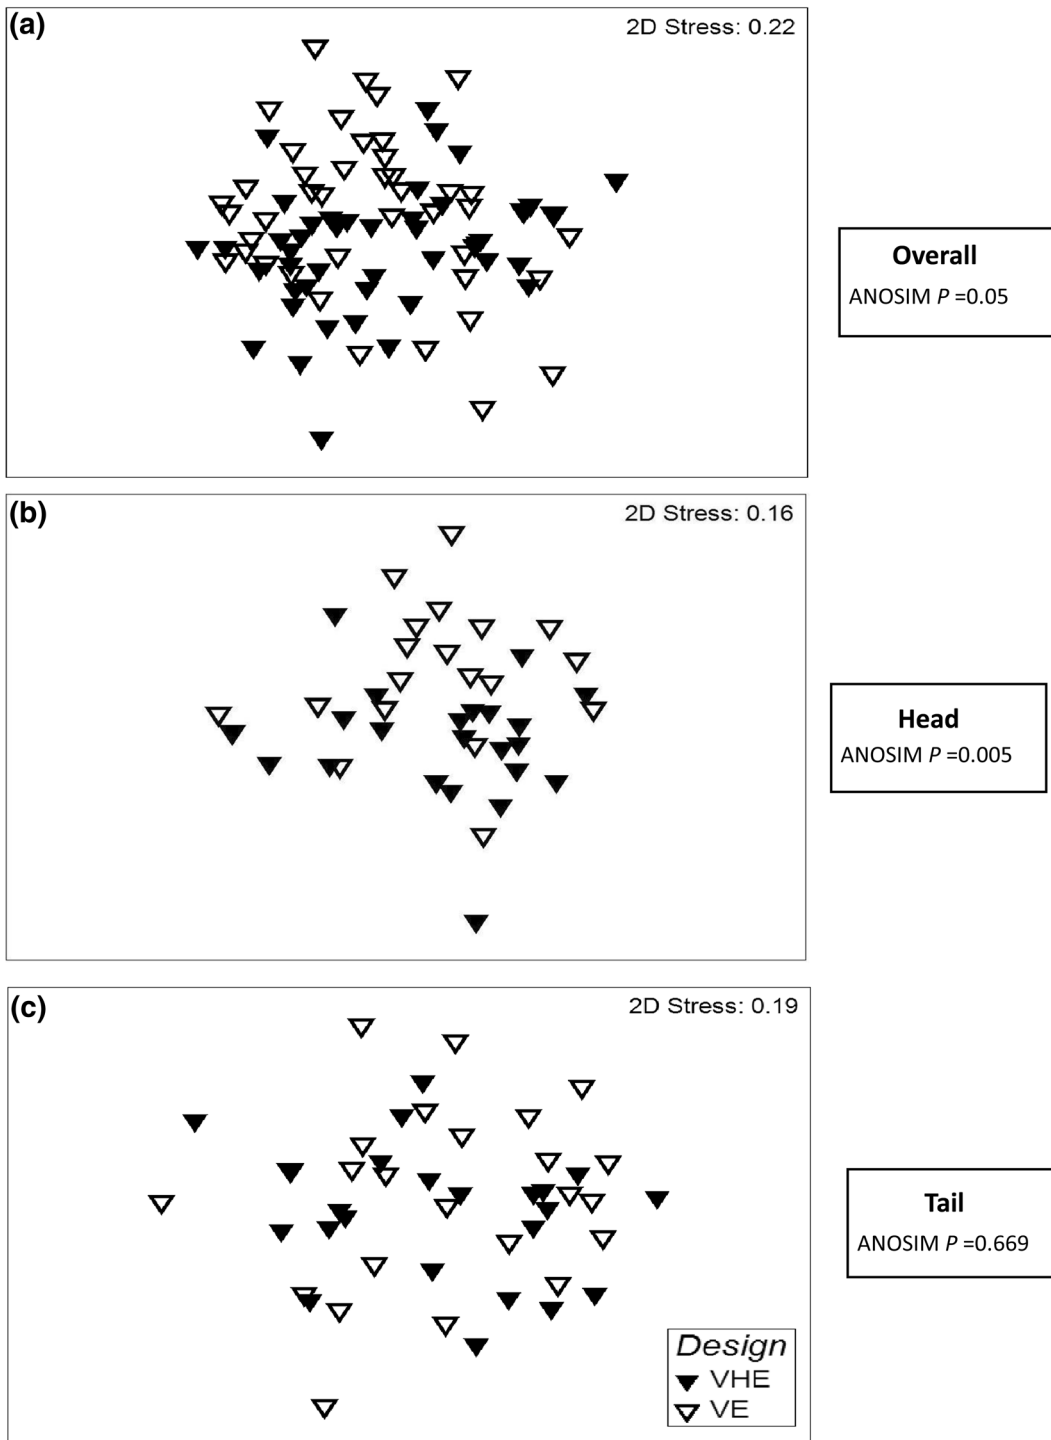 (a)
2D Stress: 0.22
Overall
ANOSIM P =0.05
(b)
2D Stress: 0.16
Head
ANOSIM P =0.005
(c)
2D Stress: 0.19
Tail
ANOSIM P =0.669
Design
VHE
VE